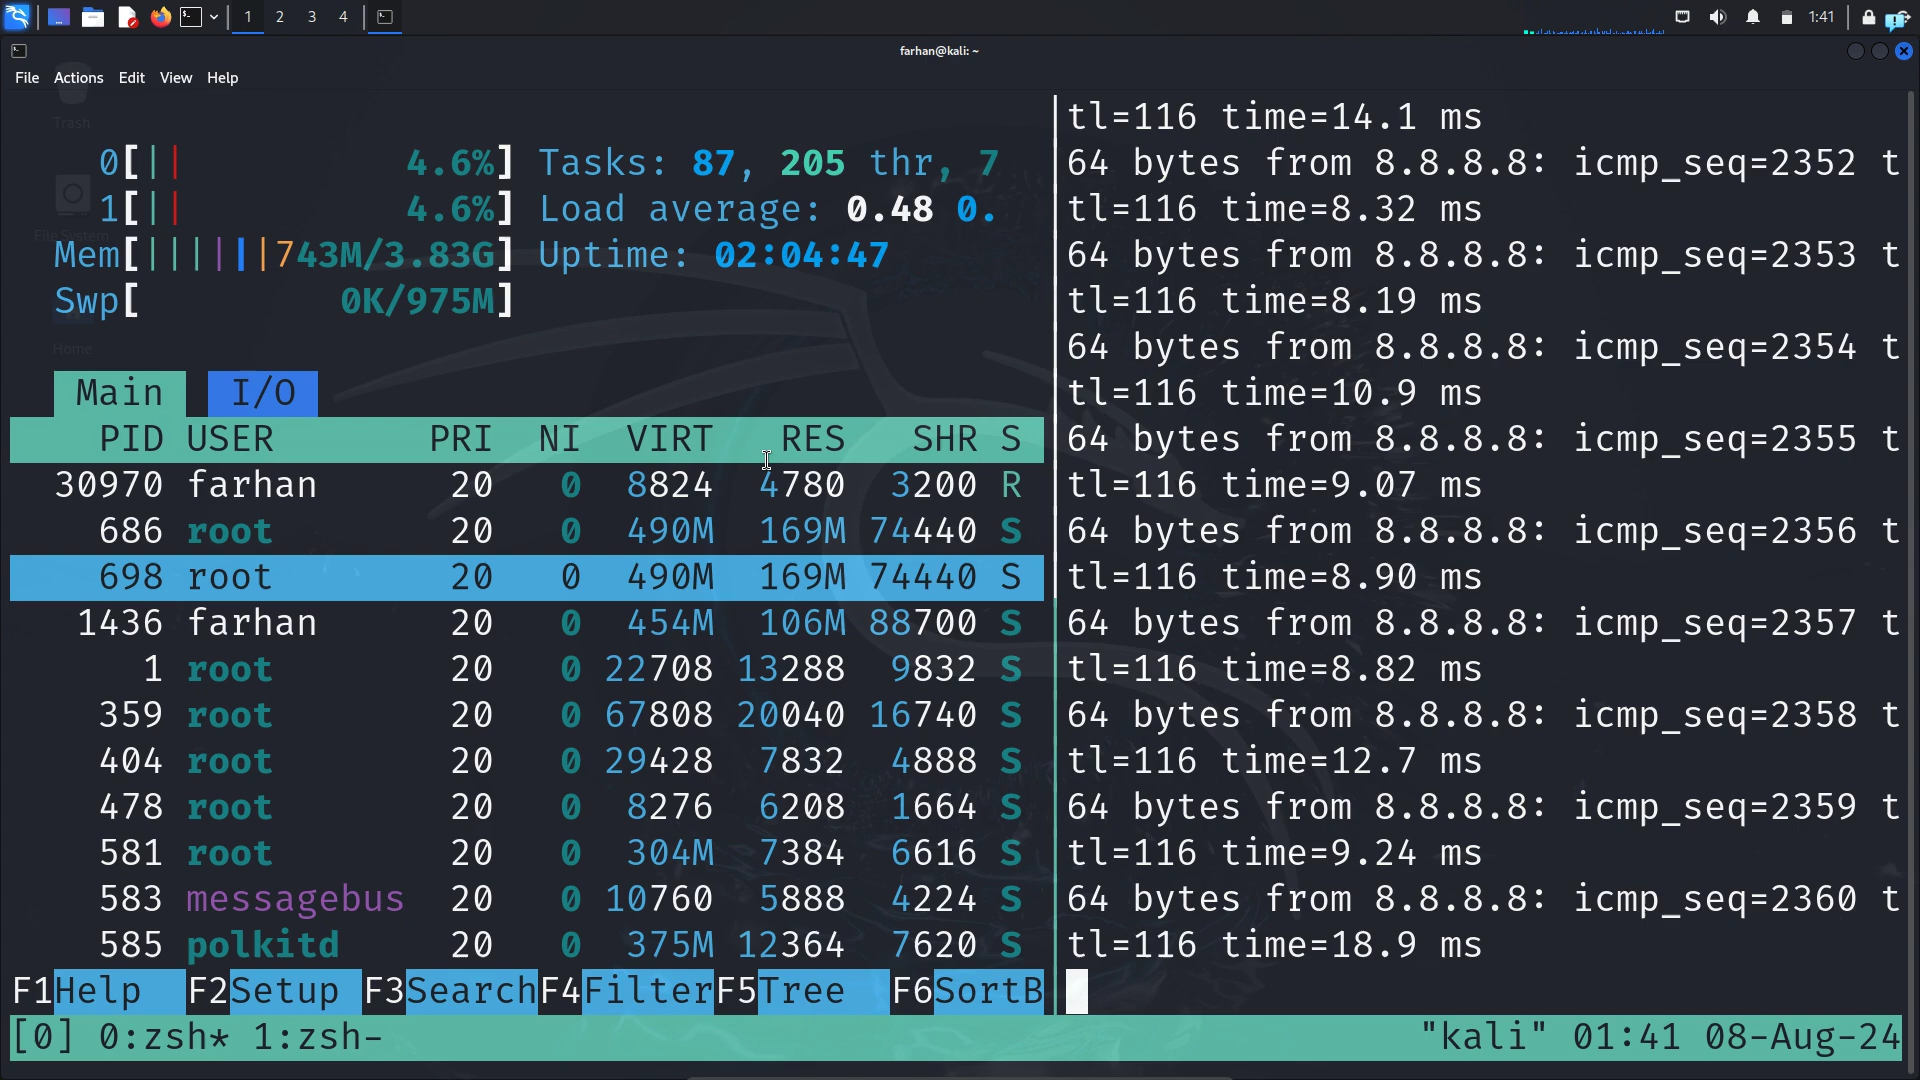 1 2 3 4 1:41
farhan@kali: ~
File Actions Edit View Help
Trash
File System
Home
0[|| 4.6%] Tasks: 87, 205 thr, 7
1[|| 4.6%] Load average: 0.48 0.
Mem[||||||743M/3.83G] Uptime: 02:04:47
Swp[ 0K/975M]
Main I/O
PID USER PRI NI VIRT RES SHR S
30970 farhan 20 0 8824 4780 3200 R
686 root 20 0 490M 169M 74440 S
698 root 20 0 490M 169M 74440 S
1436 farhan 20 0 454M 106M 88700 S
1 root 20 0 22708 13288 9832 S
359 root 20 0 67808 20040 16740 S
404 root 20 0 29428 7832 4888 S
478 root 20 0 8276 6208 1664 S
581 root 20 0 304M 7384 6616 S
583 messagebus 20 0 10760 5888 4224 S
585 polkitd 20 0 375M 12364 7620 S
F1Help F2Setup F3SearchF4FilterF5Tree F6SortB
tl=116 time=14.1 ms
64 bytes from 8.8.8.8: icmp_seq=2352 t
tl=116 time=8.32 ms
64 bytes from 8.8.8.8: icmp_seq=2353 t
tl=116 time=8.19 ms
64 bytes from 8.8.8.8: icmp_seq=2354 t
tl=116 time=10.9 ms
64 bytes from 8.8.8.8: icmp_seq=2355 t
tl=116 time=9.07 ms
64 bytes from 8.8.8.8: icmp_seq=2356 t
tl=116 time=8.90 ms
64 bytes from 8.8.8.8: icmp_seq=2357 t
tl=116 time=8.82 ms
64 bytes from 8.8.8.8: icmp_seq=2358 t
tl=116 time=12.7 ms
64 bytes from 8.8.8.8: icmp_seq=2359 t
tl=116 time=9.24 ms
64 bytes from 8.8.8.8: icmp_seq=2360 t
tl=116 time=18.9 ms
[0] 0:zsh* 1:zsh- "kali" 01:41 08-Aug-24